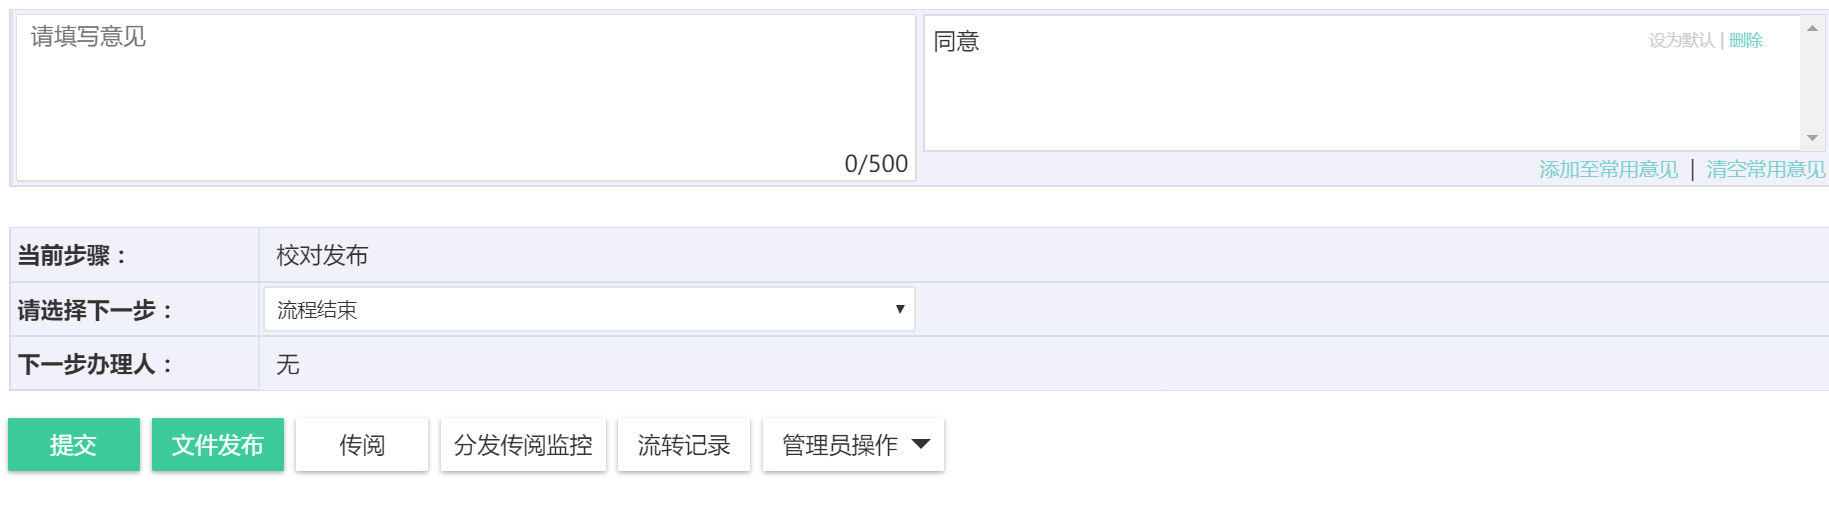 请填写意见
0/500
同意
设为默认 | 删除
添加至常用意见 | 清空常用意见
当前步骤： 校对发布
请选择下一步： 流程结束
下一步办理人： 无
提交 文件发布 传阅 分发传阅监控 流转记录 管理员操作